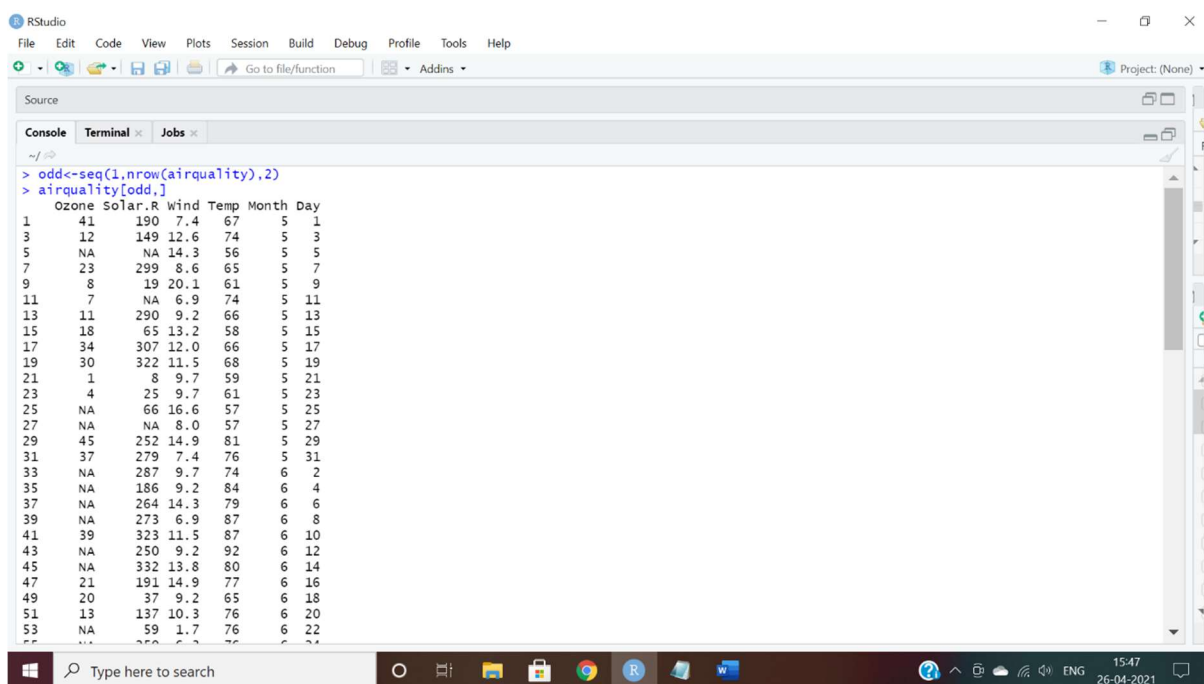 RStudio
File Edit Code View Plots Session Build Debug Profile Tools Help
Go to file/function Addins Project: (None)
Source
Console Terminal Jobs
~/
> odd<-seq(1,nrow(airquality),2)
> airquality[odd,]
Ozone Solar.R Wind Temp Month Day
1 41 190 7.4 67 5 1
3 12 149 12.6 74 5 3
5 NA NA 14.3 56 5 5
7 23 299 8.6 65 5 7
9 8 19 20.1 61 5 9
11 7 NA 6.9 74 5 11
13 11 290 9.2 66 5 13
15 18 65 13.2 58 5 15
17 34 307 12.0 66 5 17
19 30 322 11.5 68 5 19
21 1 8 9.7 59 5 21
23 4 25 9.7 61 5 23
25 NA 66 16.6 57 5 25
27 NA NA 8.0 57 5 27
29 45 252 14.9 81 5 29
31 37 279 7.4 76 5 31
33 NA 287 9.7 74 6 2
35 NA 186 9.2 84 6 4
37 NA 264 14.3 79 6 6
39 NA 273 6.9 87 6 8
41 39 323 11.5 87 6 10
43 NA 250 9.2 92 6 12
45 NA 332 13.8 80 6 14
47 21 191 14.9 77 6 16
49 20 37 9.2 65 6 18
51 13 137 10.3 76 6 20
53 NA 59 1.7 76 6 22
Type here to search ENG 15:47
26-04-2021